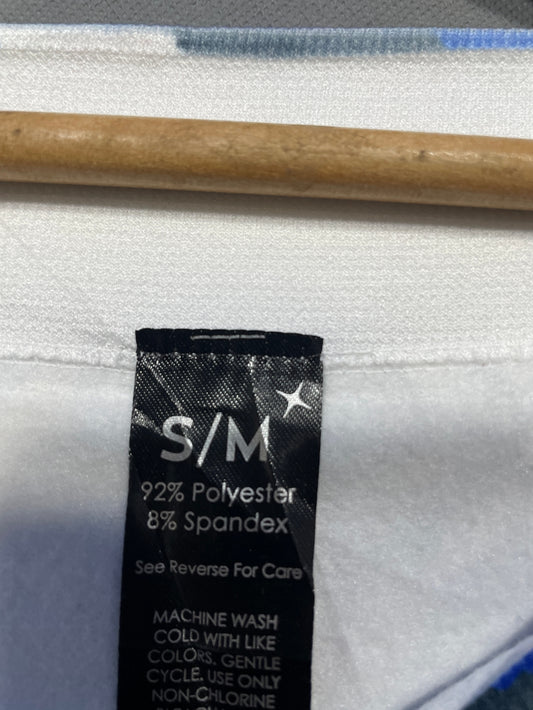 S/M
92% Polyester
8% Spandex
See Reverse For Care
MACHINE WASH
COLD WITH LIKE
COLORS. GENTLE
CYCLE. USE ONLY
NON-CHLORINE